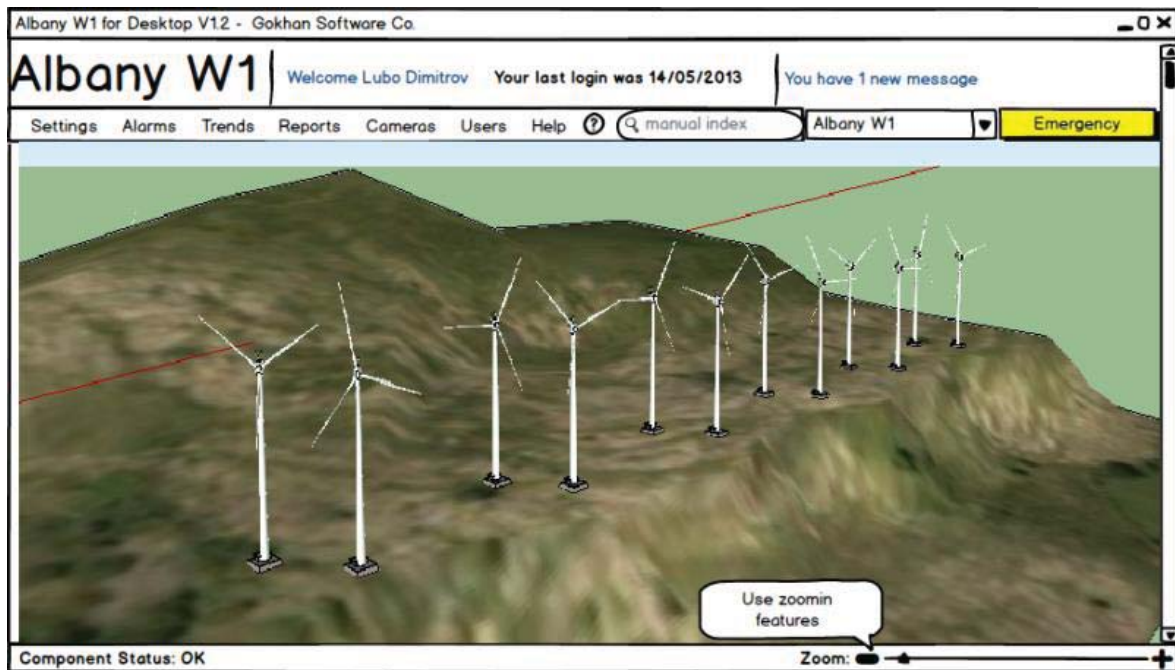 Albany W1 for Desktop V1.2 - Gokhan Software Co.
Albany W1
Welcome Lubo Dimitrov
Your last login was 14/05/2013
You have 1 new message
Settings Alarms Trends Reports Cameras Users Help ? manual index Albany W1 Emergency
Use zoomin
features
Component Status: OK
Zoom: